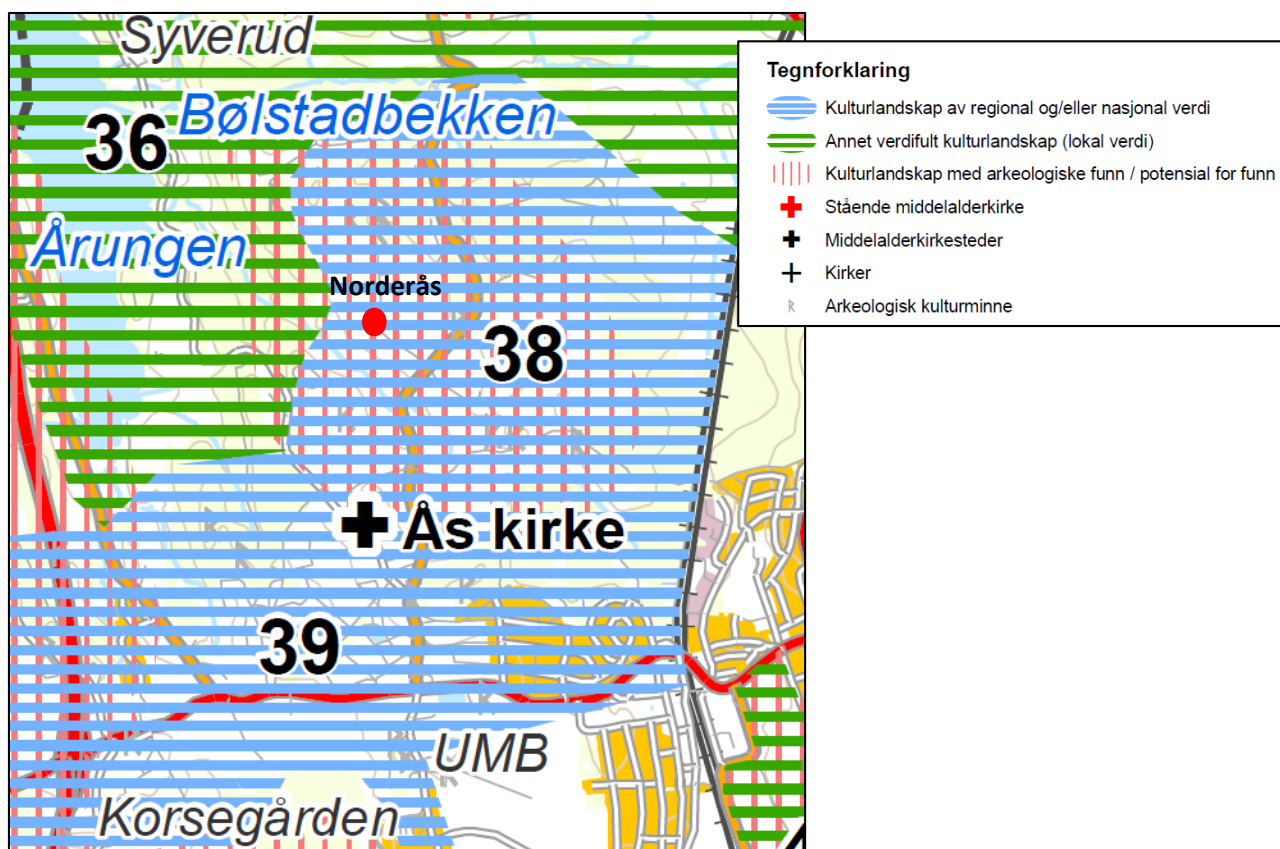 Syverud
Bølstadbekken
36
Årungen
Norderås
38
Ås kirke
39
UMB
Korsegården
Tegnforklaring
Kulturlandskap av regional og/eller nasjonal verdi
Annet verdifult kulturlandskap (lokal verdi)
Kulturlandskap med arkeologiske funn / potensial for funn
Stående middelalderkirke
Middelalderkirkesteder
Kirker
Arkeologisk kulturminne